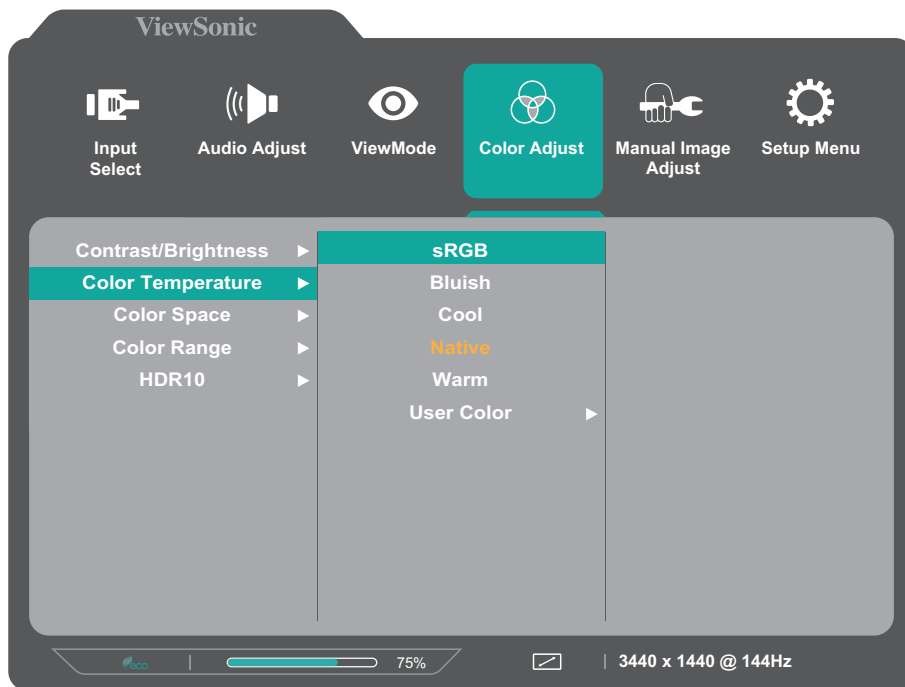 ViewSonic
Input Select
Audio Adjust
ViewMode
Color Adjust
Manual Image Adjust
Setup Menu
Contrast/Brightness
sRGB
Color Temperature
Bluish
Color Space
Cool
Color Range
Native
HDR10
Warm
User Color
eco
75%
3440 x 1440 @ 144Hz